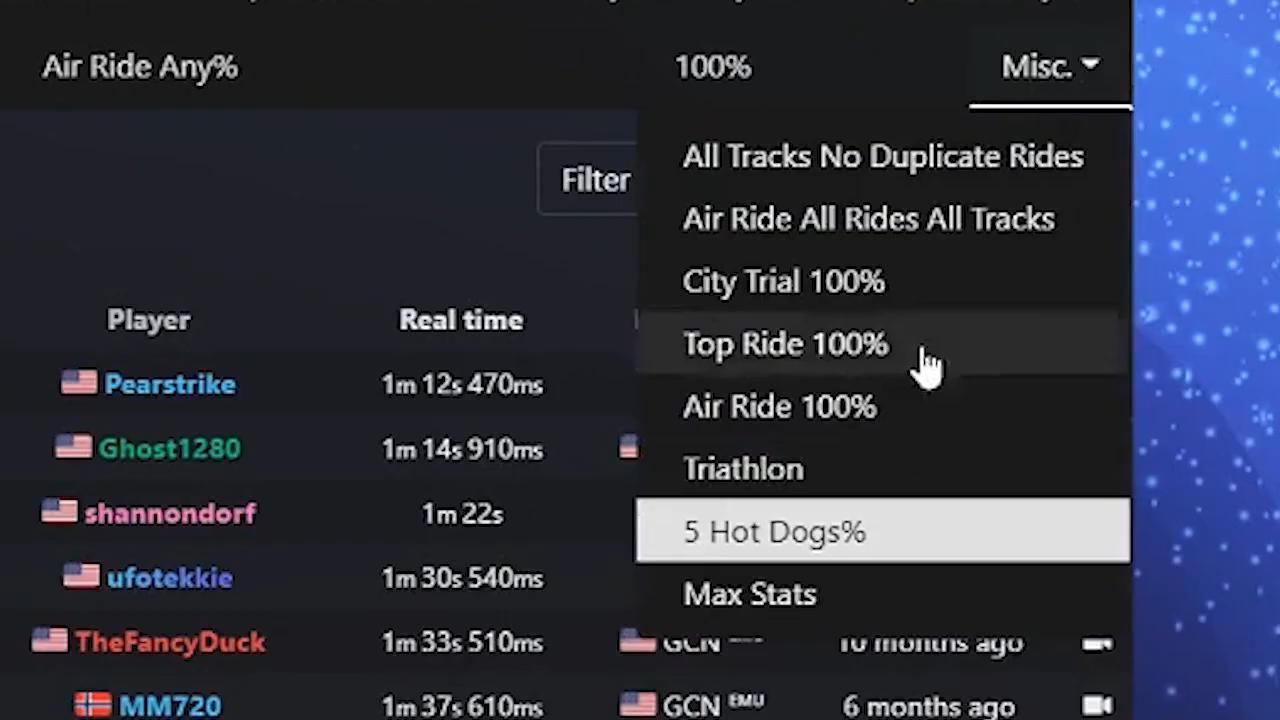 Air Ride Any% 100% Misc.
Filter
All Tracks No Duplicate Rides
Air Ride All Rides All Tracks
City Trial 100%
Top Ride 100%
Air Ride 100%
Triathlon
5 Hot Dogs%
Max Stats
Player Real time
Pearstrike 1m 12s 470ms
Ghost1280 1m 14s 910ms
shannondorf 1m 22s
ufotekkie 1m 30s 540ms
TheFancyDuck 1m 33s 510ms GCN EMU 10 months ago
MM720 1m 37s 610ms GCN EMU 6 months ago